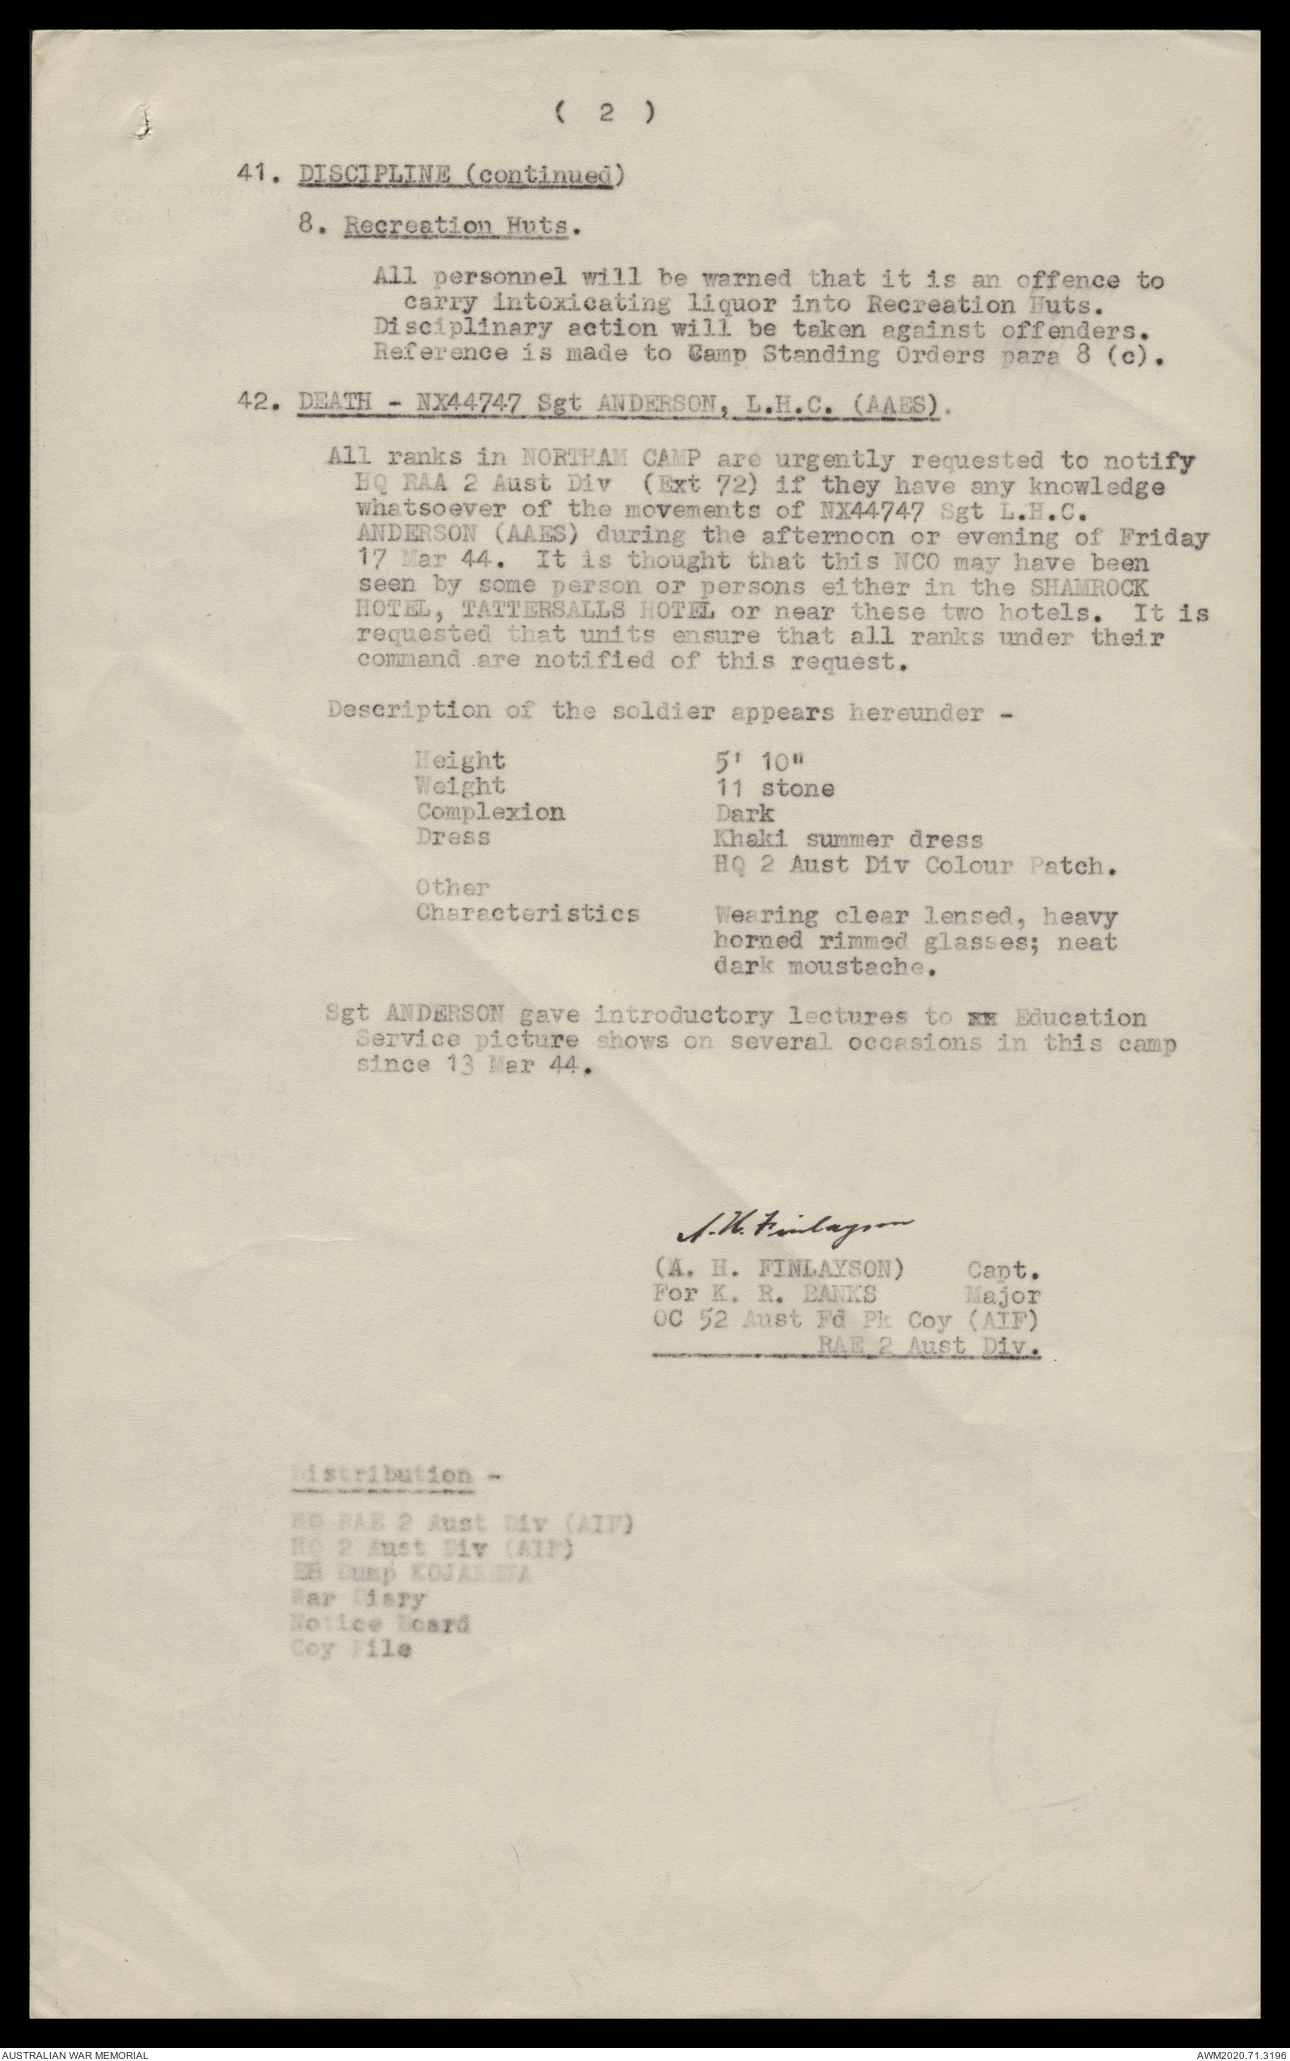 ( 2 )
41. DISCIPLINE (continued)
8. Recreation Huts.
All personnel will be warned that it is an offence to
carry intoxicating liquor into Recreation Huts.
Disciplinary action will be taken against offenders.
Reference is made to Camp Standing Orders para 8 (c).
42. DEATH - NX44747 Sgt ANDERSON, L.H.C. (AAES).
All ranks in NORTHAM CAMP are urgently requested to notify
HQ RAA 2 Aust Div (Ext 72) if they have any knowledge
whatsoever of the movements of NX44747 Sgt L.H.C.
ANDERSON (AAES) during the afternoon or evening of Friday
17 Mar 44. It is thought that this NCO may have been
seen by some person or persons either in the SHAMROCK
HOTEL, TATTERSALLS HOTEL or near these two hotels. It is
requested that units ensure that all ranks under their
command are notified of this request.
Description of the soldier appears hereunder -
Height 5' 10"
Weight 11 stone
Complexion Dark
Dress Khaki summer dress
HQ 2 Aust Div Colour Patch.
Other
Characteristics Wearing clear lensed, heavy
horned rimmed glasses; neat
dark moustache.
Sgt ANDERSON gave introductory lectures to xx Education
Service picture shows on several occasions in this camp
since 13 Mar 44.
A.H. Finlayson
(A. H. FINLAYSON) Capt.
For K. R. BANKS Major
OC 52 Aust Fd Pk Coy (AIF)
RAE 2 Aust Div.
Distribution -
HQ RAE 2 Aust Div (AIF)
HQ 2 Aust Div (AIF)
Dump
War Diary
Notice Board
Coy File
AUSTRALIAN WAR MEMORIAL
AWM2020.71.3196